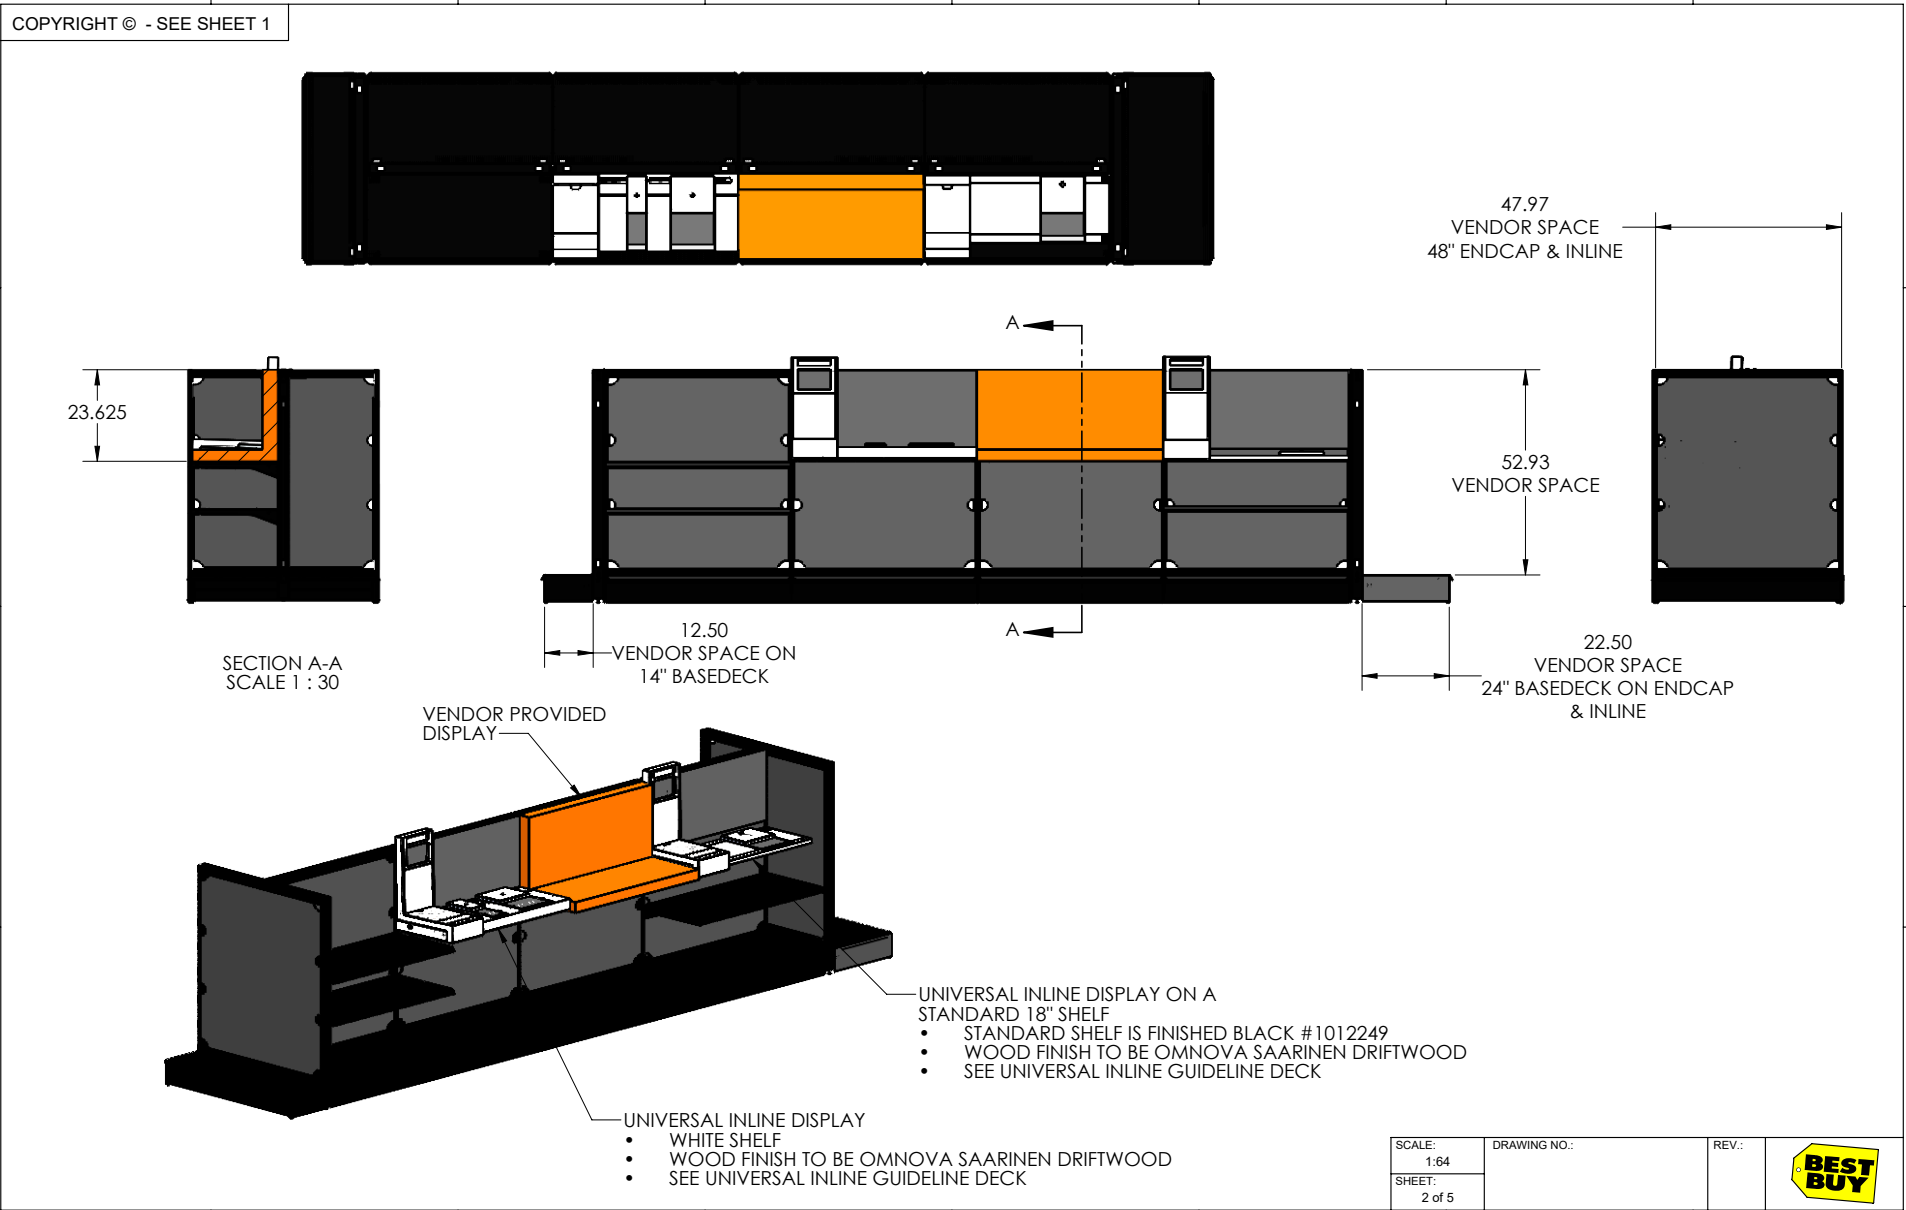 COPYRIGHT © - SEE SHEET 1
47.97
VENDOR SPACE
48" ENDCAP & INLINE
A
23.625
52.93
VENDOR SPACE
A
12.50
VENDOR SPACE ON
14" BASEDECK
22.50
VENDOR SPACE
24" BASEDECK ON ENDCAP
& INLINE
SECTION A-A
SCALE 1 : 30
VENDOR PROVIDED
DISPLAY
UNIVERSAL INLINE DISPLAY ON A
STANDARD 18" SHELF
• STANDARD SHELF IS FINISHED BLACK #1012249
• WOOD FINISH TO BE OMNOVA SAARINEN DRIFTWOOD
• SEE UNIVERSAL INLINE GUIDELINE DECK
UNIVERSAL INLINE DISPLAY
• WHITE SHELF
• WOOD FINISH TO BE OMNOVA SAARINEN DRIFTWOOD
• SEE UNIVERSAL INLINE GUIDELINE DECK
SCALE:
1:64
SHEET:
2 of 5
DRAWING NO.:
REV.:
BEST
BUY